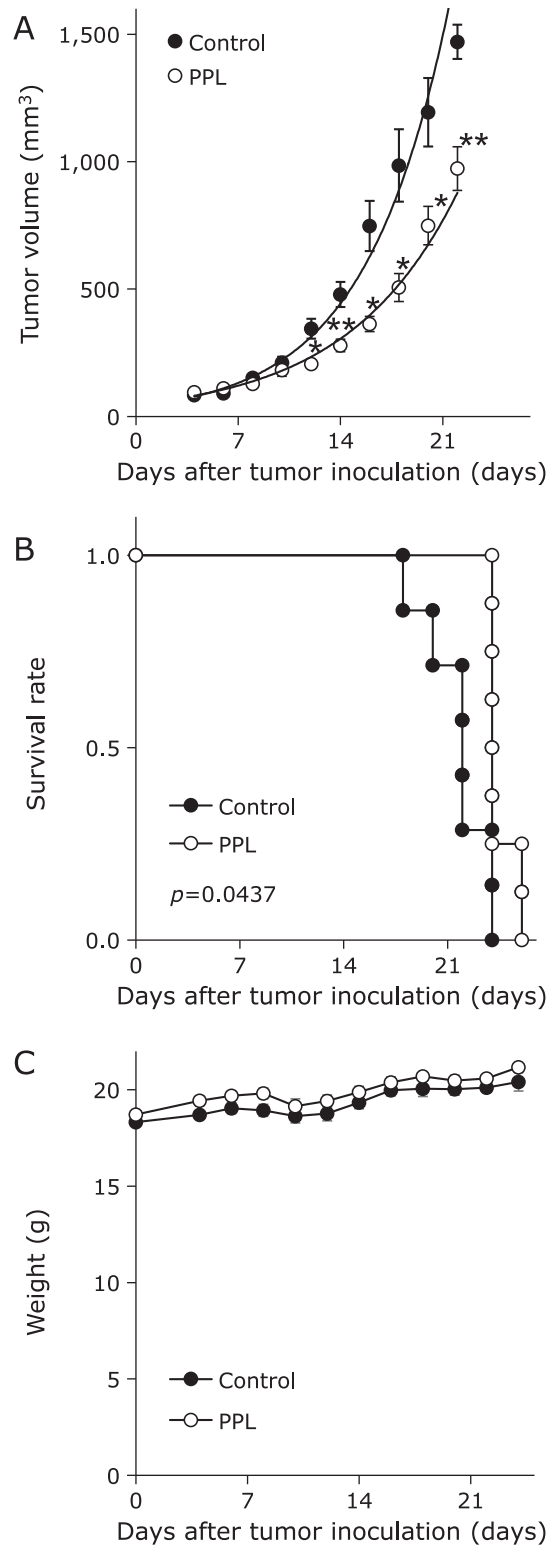 A
Tumor volume (mm³)
1,500
1,000
500
0
Control
PPL
*
**
*
*
*
**
0 7 14 21
Days after tumor inoculation (days)
B
Survival rate
1.0
0.5
0.0
Control
PPL
p=0.0437
0 7 14 21
Days after tumor inoculation (days)
C
Weight (g)
20
15
10
5
0
Control
PPL
0 7 14 21
Days after tumor inoculation (days)